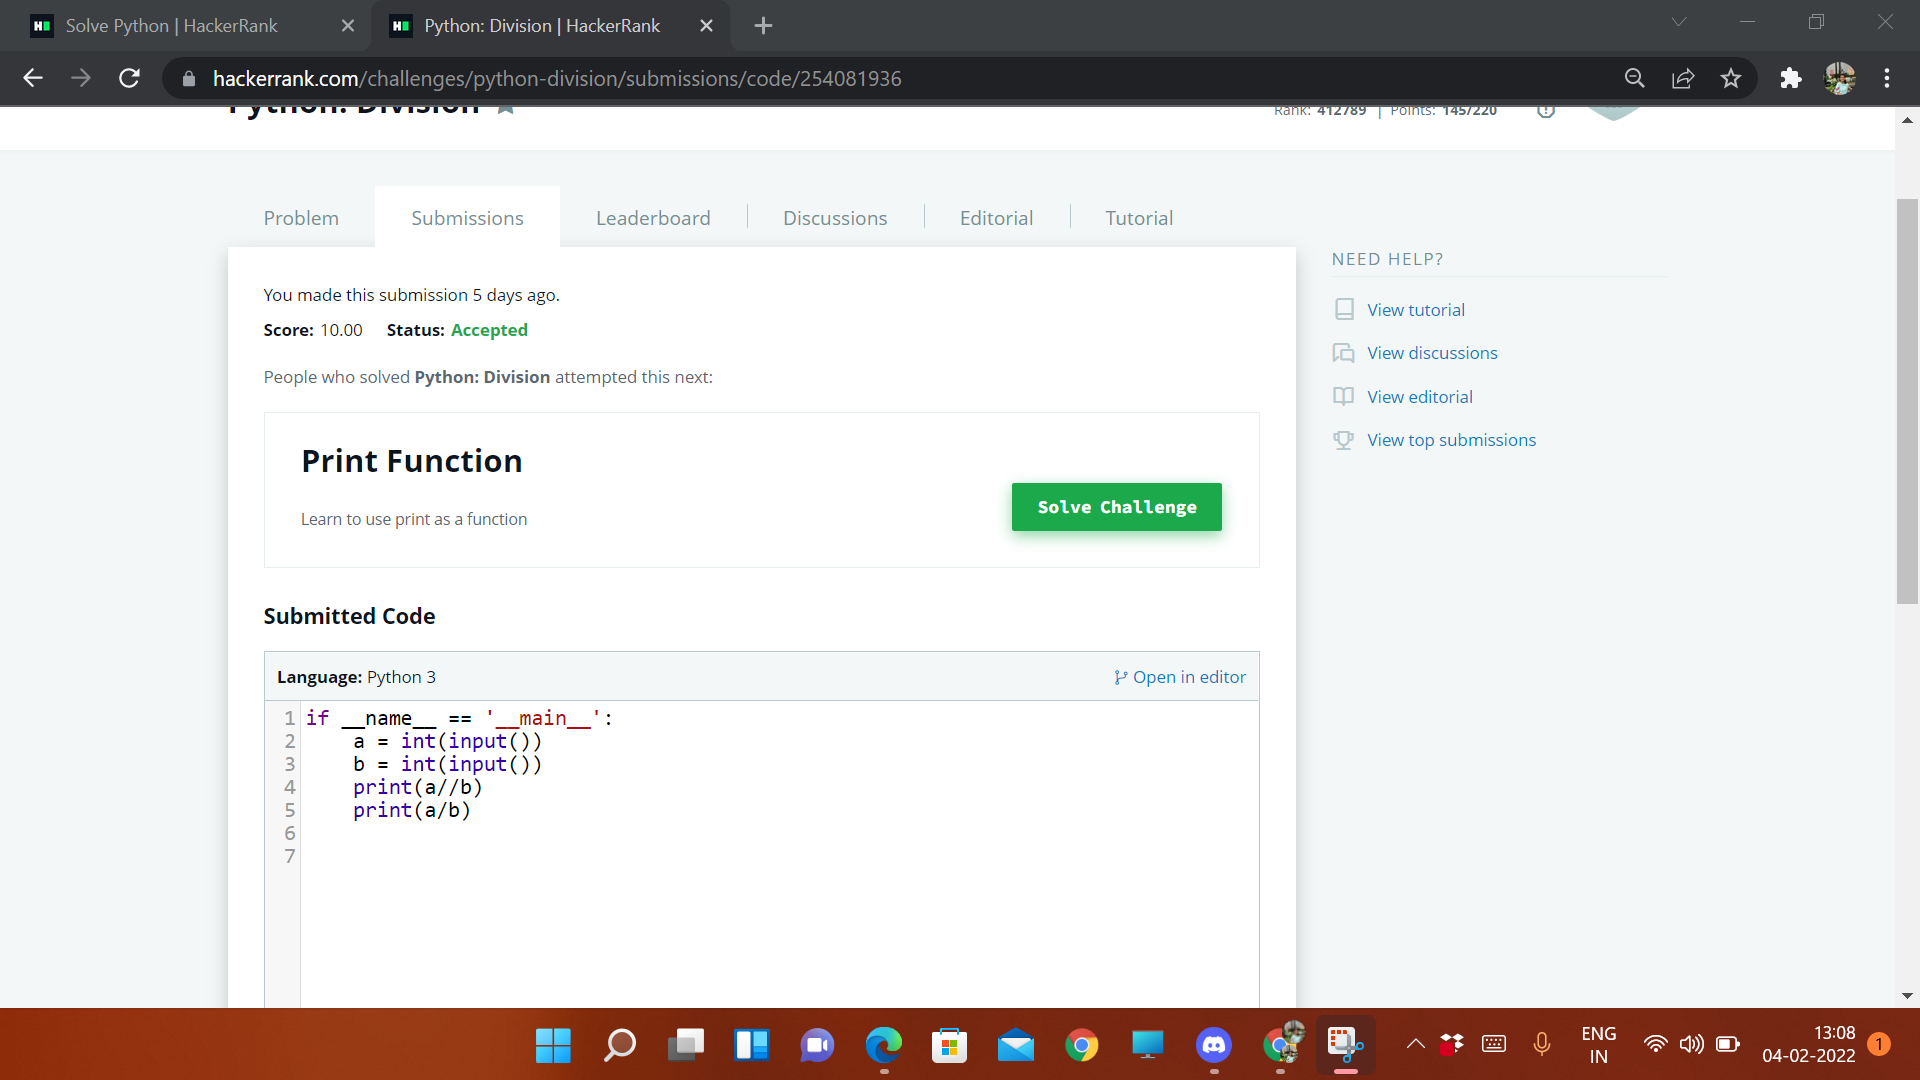 Solve Python | HackerRank
Python: Division | HackerRank
hackerrank.com/challenges/python-division/submissions/code/254081936
Python: Division
Rank: 412789 | Points: 145/220
Problem
Submissions
Leaderboard
Discussions
Editorial
Tutorial
You made this submission 5 days ago.
Score: 10.00 Status: Accepted
People who solved Python: Division attempted this next:
Print Function
Learn to use print as a function
Solve Challenge
NEED HELP?
View tutorial
View discussions
View editorial
View top submissions
Submitted Code
Language: Python 3
Open in editor
1 if __name__ == '__main__':
2     a = int(input())
3     b = int(input())
4     print(a//b)
5     print(a/b)
6
7
ENG
IN
13:08
04-02-2022
1